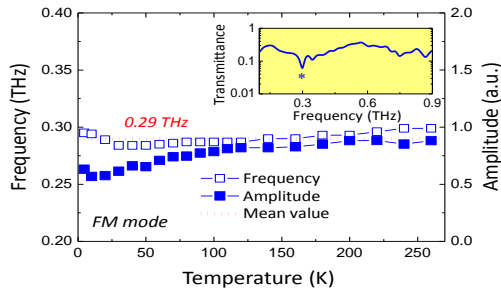 0.40
0.35
0.30
0.25
0.20
Frequency (THz)
2.0
1.5
1.0
0.5
0.0
Amplitude (a.u.)
1
0.1
0.01
Transmittance
*
0.3 0.6 0.9
Frequency (THz)
0.29 THz
Frequency
Amplitude
Mean value
FM mode
0 50 100 150 200 250
Temperature (K)